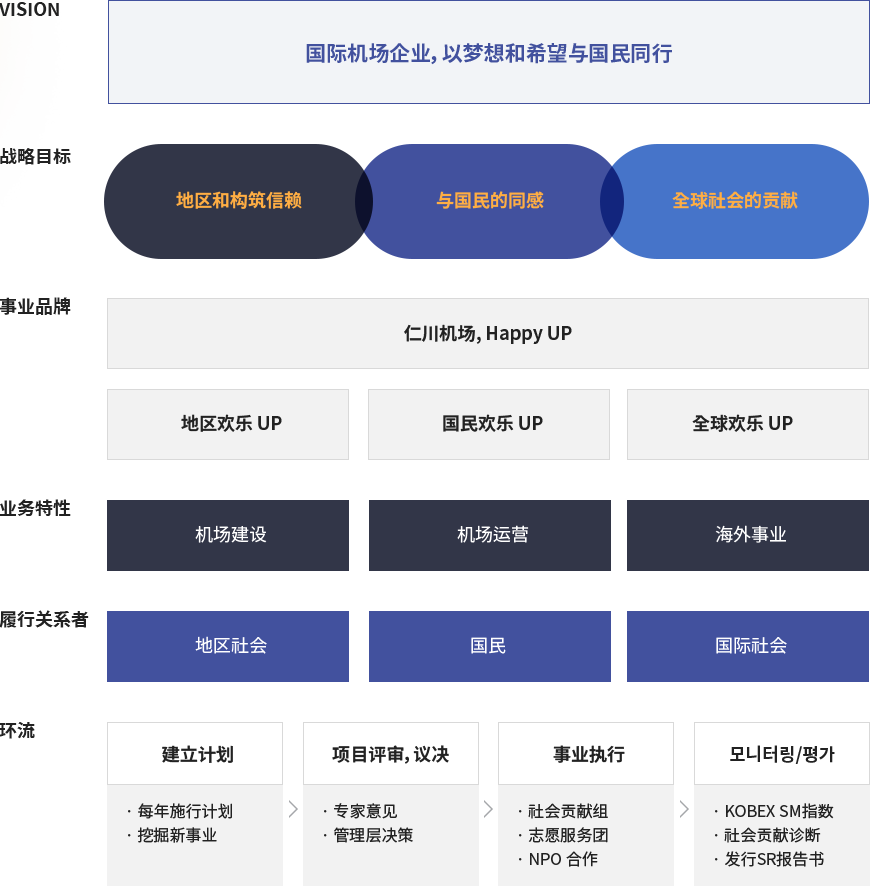 VISION
国际机场企业, 以梦想和希望与国民同行
战略目标
地区和构筑信赖
与国民的同感
全球社会的贡献
事业品牌
仁川机场, Happy UP
地区欢乐 UP
国民欢乐 UP
全球欢乐 UP
业务特性
机场建设
机场运营
海外事业
履行关系者
地区社会
国民
国际社会
环流
建立计划
· 每年施行计划
· 挖掘新事业
项目评审, 议决
· 专家意见
· 管理层决策
事业执行
· 社会贡献组
· 志愿服务团
· NPO 合作
모니터링/평가
· KOBEX SM指数
· 社会贡献诊断
· 发行SR报告书